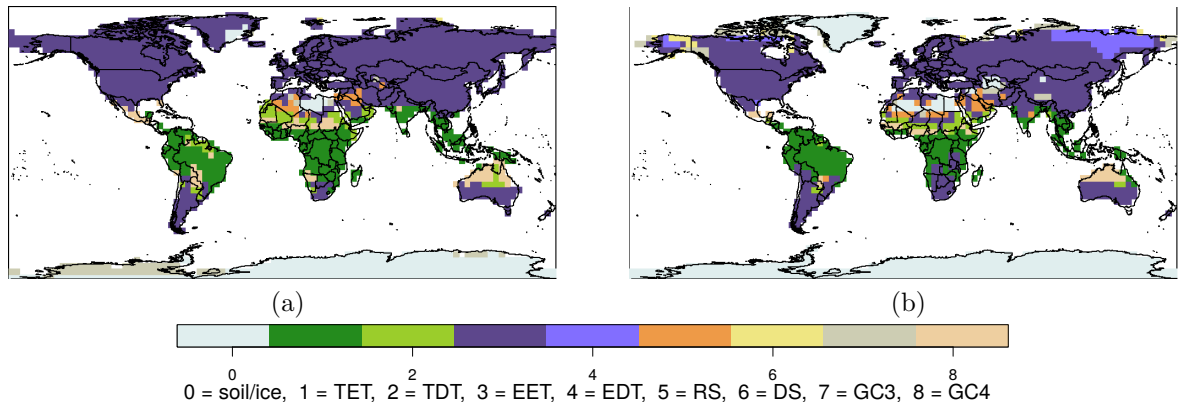 (a)
(b)
0 2 4 6 8
0 = soil/ice, 1 = TET, 2 = TDT, 3 = EET, 4 = EDT, 5 = RS, 6 = DS, 7 = GC3, 8 = GC4